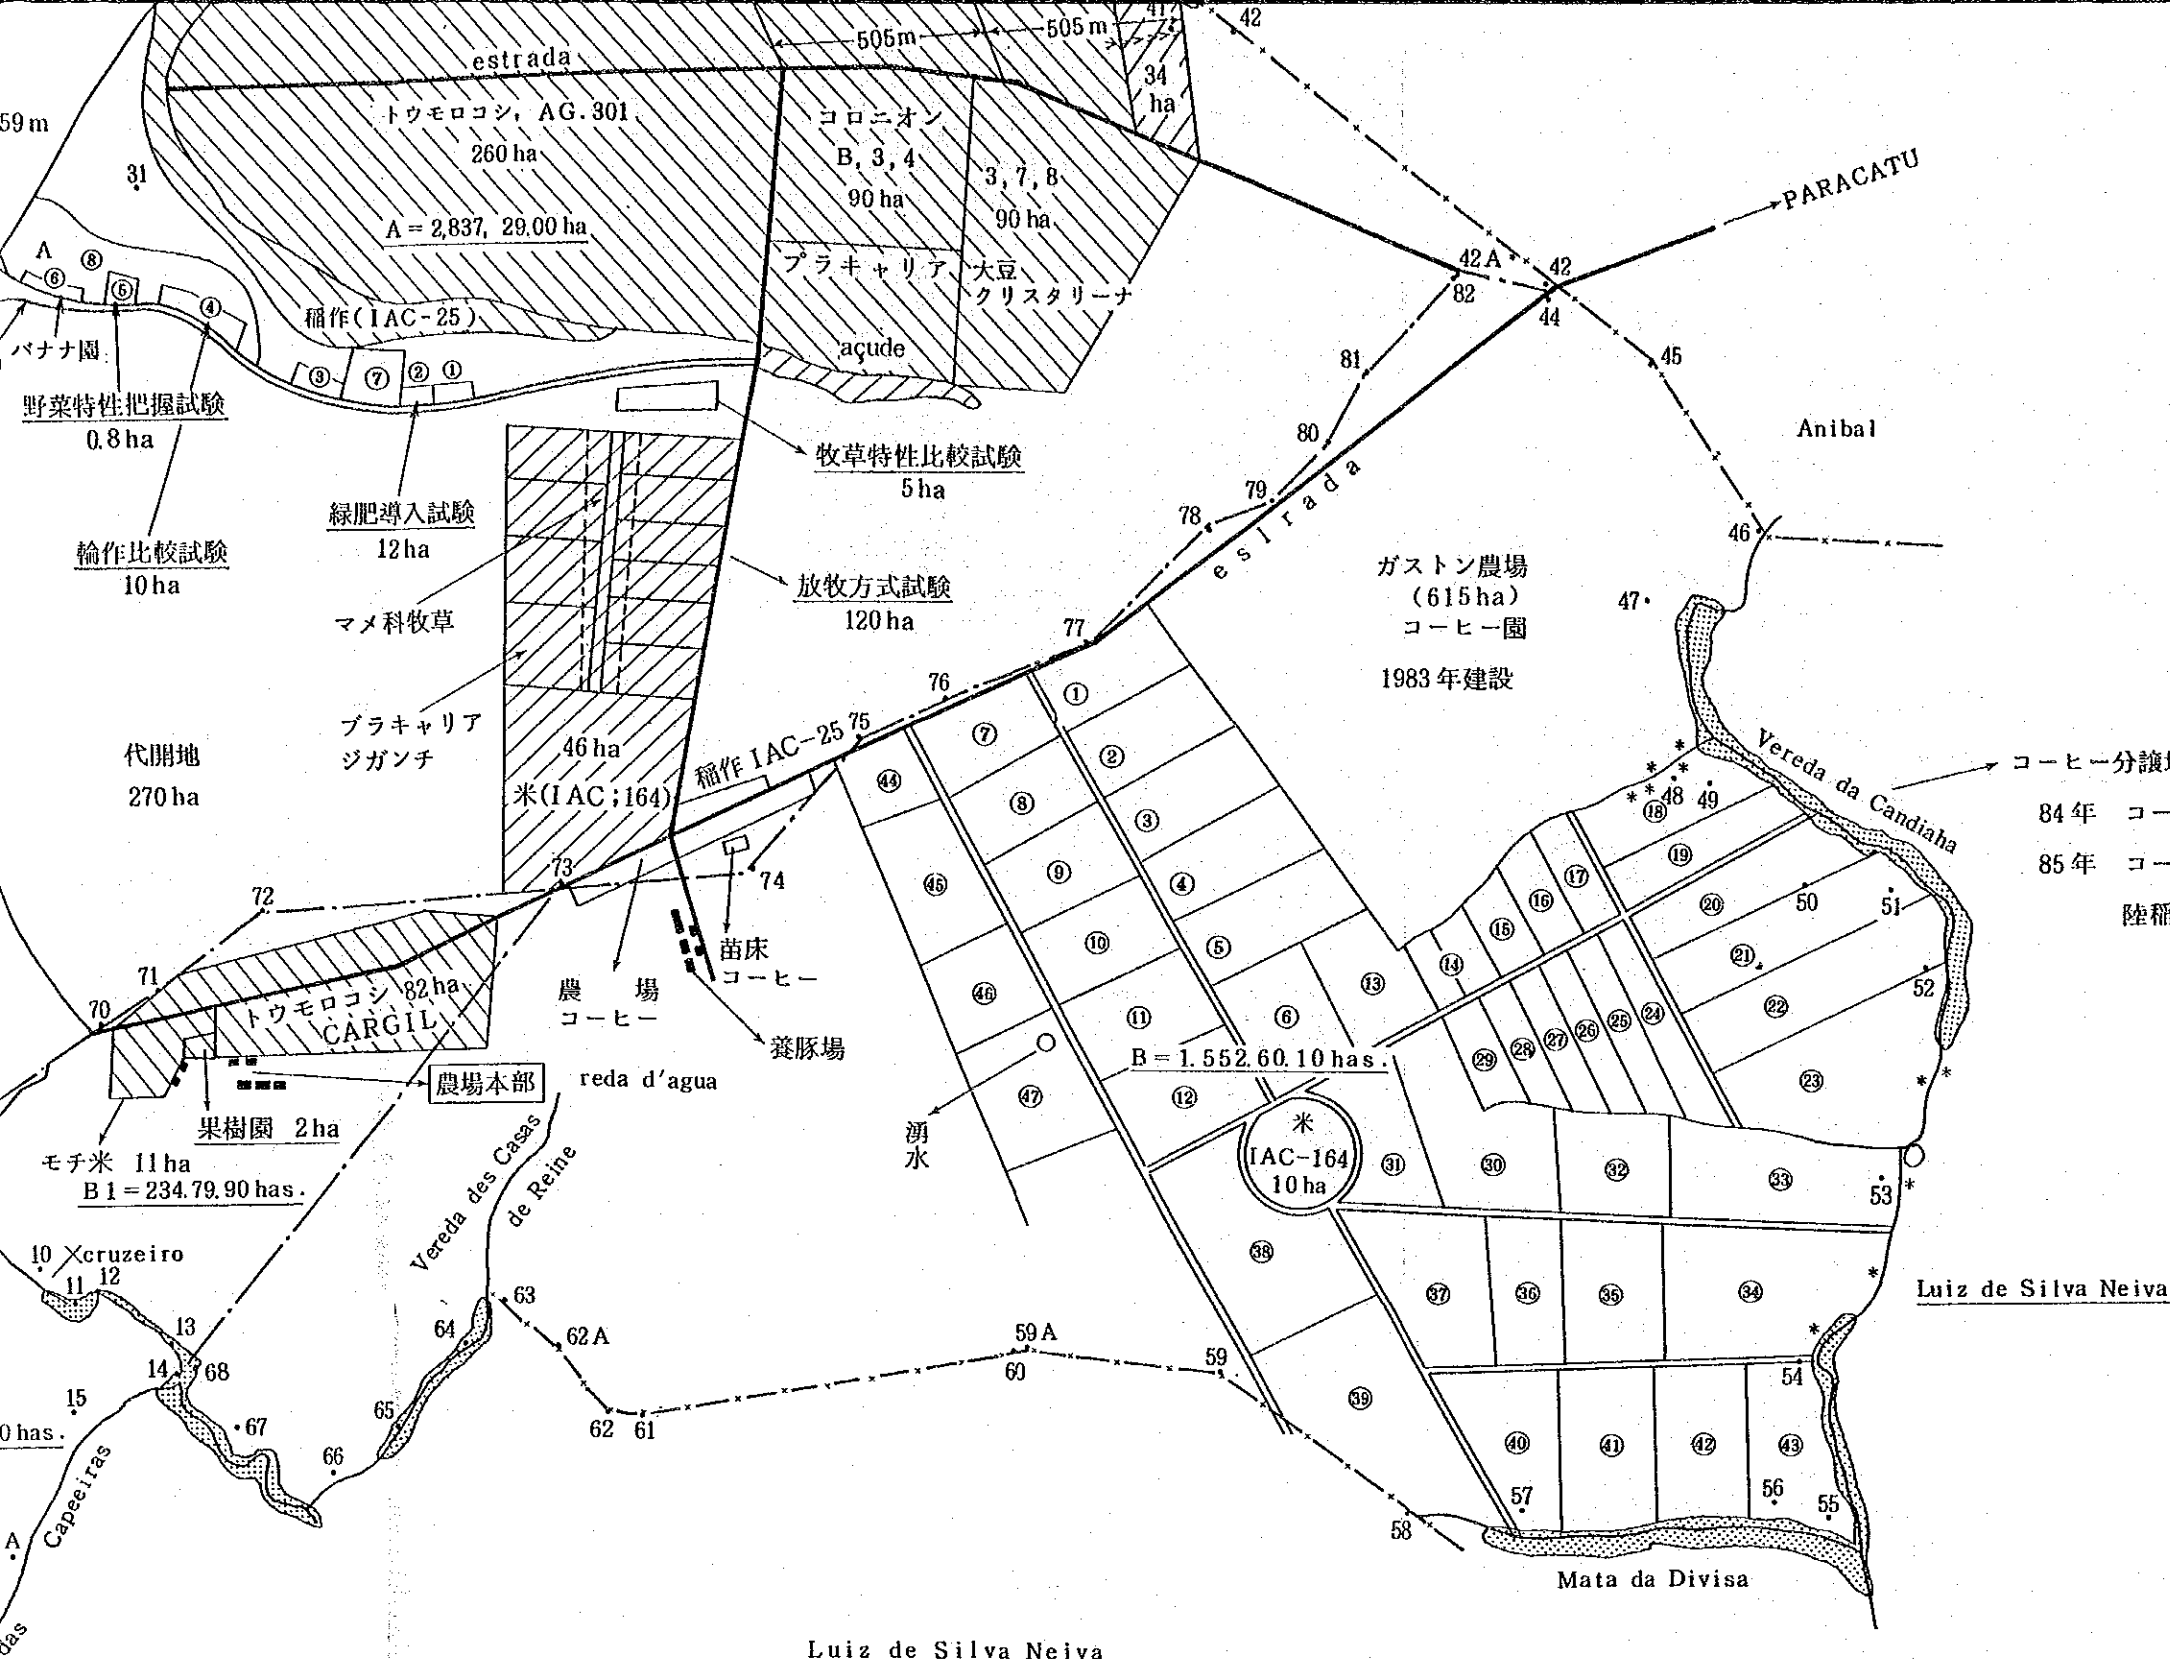 estrada
505m
505m
41
42
34
ha
59m
トウモロコシ, AG.301
260ha
A=2,837, 29.00ha
コロニオン
B, 3, 4
90ha
3, 7, 8
90ha
PARACATU
31
A
⑧
⑥
⑤
④
プラキャリア
大豆
クリスタリーナ
42A
42
82
44
稲作(IAC-25)
バナナ園
③
⑦
②
①
açude
81
45
野菜特性把握試験
0.8ha
80
Anibal
牧草特性比較試験
5ha
79
estrada
78
46
緑肥導入試験
12ha
輪作比較試験
10ha
放牧方式試験
120ha
ガストン農場
(615ha)
コーヒー園
1983年建設
47
マメ科牧草
77
76
75
ブラキャリア
ジガンチ
代開地
270ha
46ha
米(IAC;164)
稲作 IAC-25
Vereda da Candiaha
コーヒー分譲
84年 コー
85年 コー
陸稲
①
⑦
②
㊹
⑧
③
48
49
⑱
⑲
⑨
④
㊺
⑰
⑯
⑮
⑭
⑳
50
51
72
73
74
苗床
コーヒー
⑩
⑤
㉑
52
71
70
トウモロコシ 82ha
CARGIL
農場
コーヒー
養豚場
㊻
⑬
⑪
⑥
㉙
㉘
㉗
㉖
㉕
㉔
㉒
B=1.552.60.10has.
農場本部
reda d'agua
㊼
⑫
㉓
果樹園 2ha
モチ米 11ha
B1=234.79.90has.
湧水
米
IAC-164
10ha
㉛
㉚
㉜
㉝
53
Vereda des Casas
de Reine
10
cruzeiro
11
12
㊳
㊲
㊱
㉟
㉞
Luiz de Silva Neiva
13
14
68
15
63
64
62A
59A
60
59
54
65
62
61
㊴
67
0has.
66
㊵
㊶
㊷
㊸
57
56
55
58
A
Capeeiras
das
Mata da Divisa
Luiz de Silva Neiva